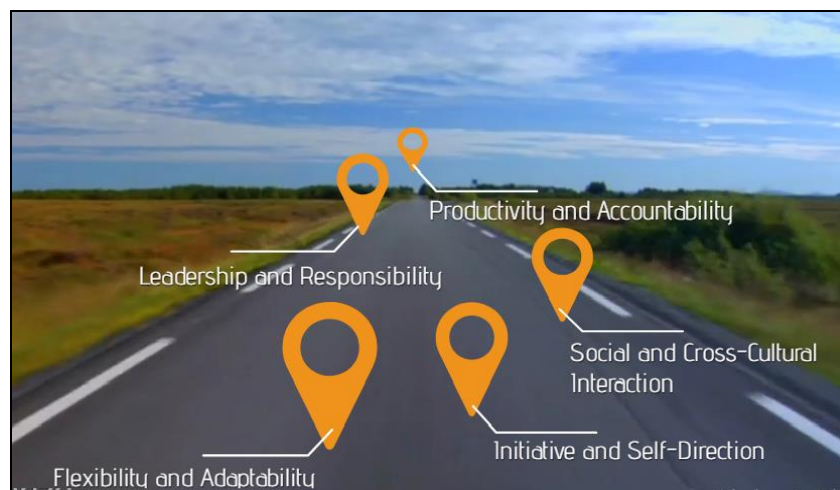 Productivity and Accountability
Leadership and Responsibility
Social and Cross-Cultural
Interaction
Initiative and Self-Direction
Flexibility and Adaptability